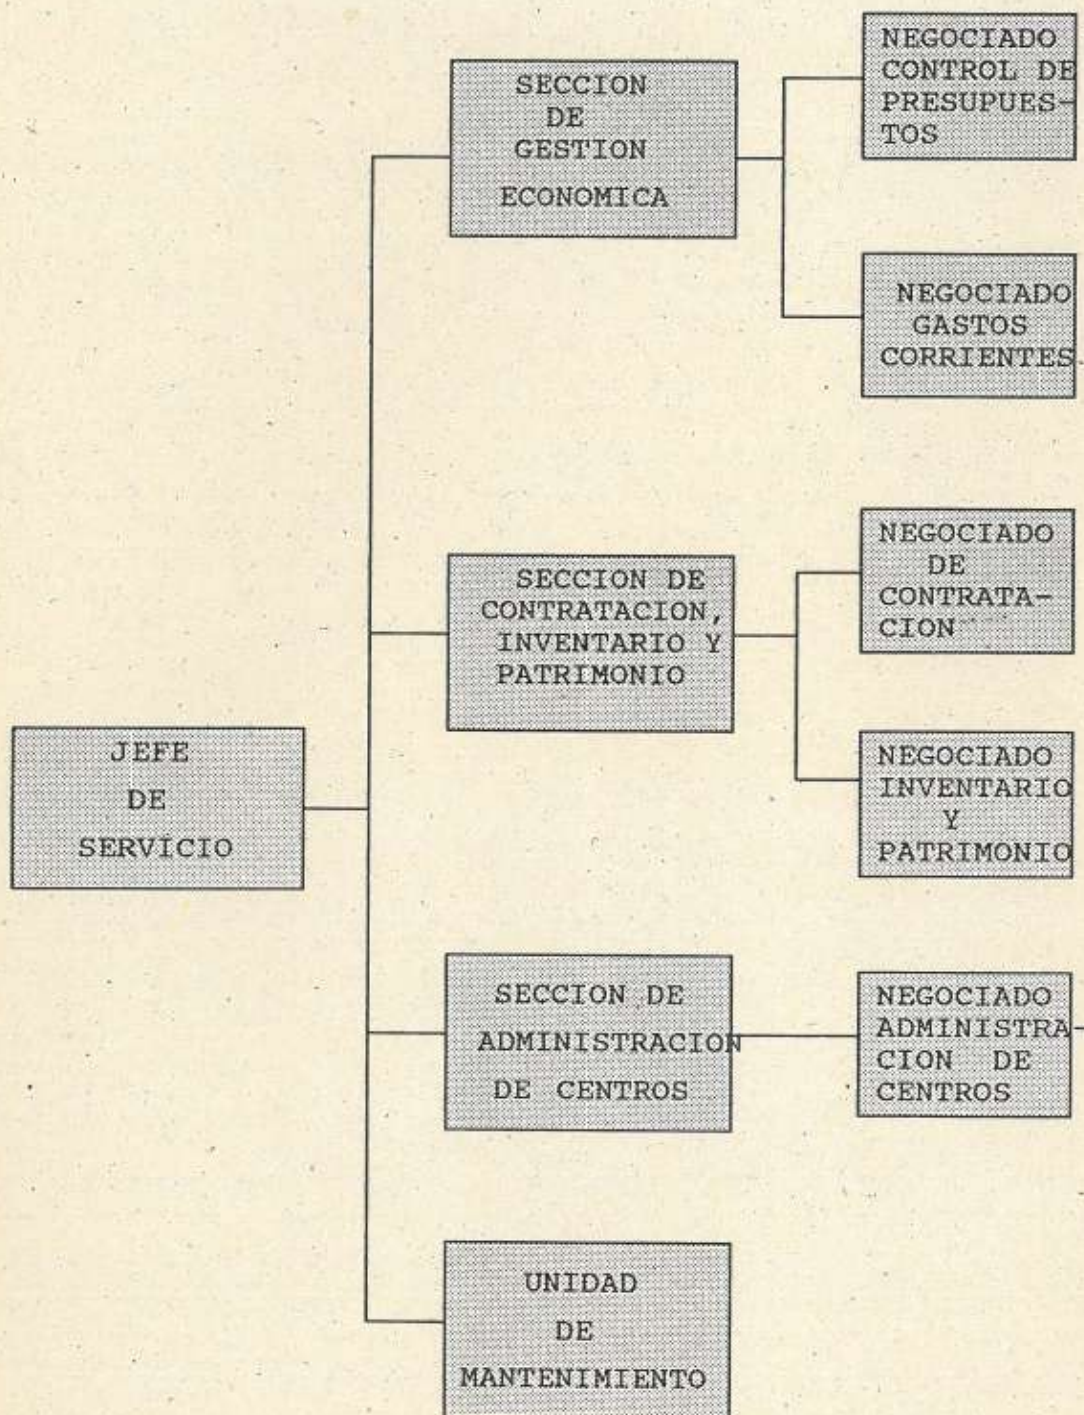 JEFE
DE
SERVICIO
SECCION
DE
GESTION
ECONOMICA
NEGOCIADO
CONTROL DE
PRESUPUES-
TOS
NEGOCIADO
GASTOS
CORRIENTES
SECCION DE
CONTRATACION,
INVENTARIO Y
PATRIMONIO
NEGOCIADO
DE
CONTRATA-
CION
NEGOCIADO
INVENTARIO
Y
PATRIMONIO
SECCION DE
ADMINISTRACION
DE CENTROS
NEGOCIADO
ADMINISTRA-
CION DE
CENTROS
UNIDAD
DE
MANTENIMIENTO